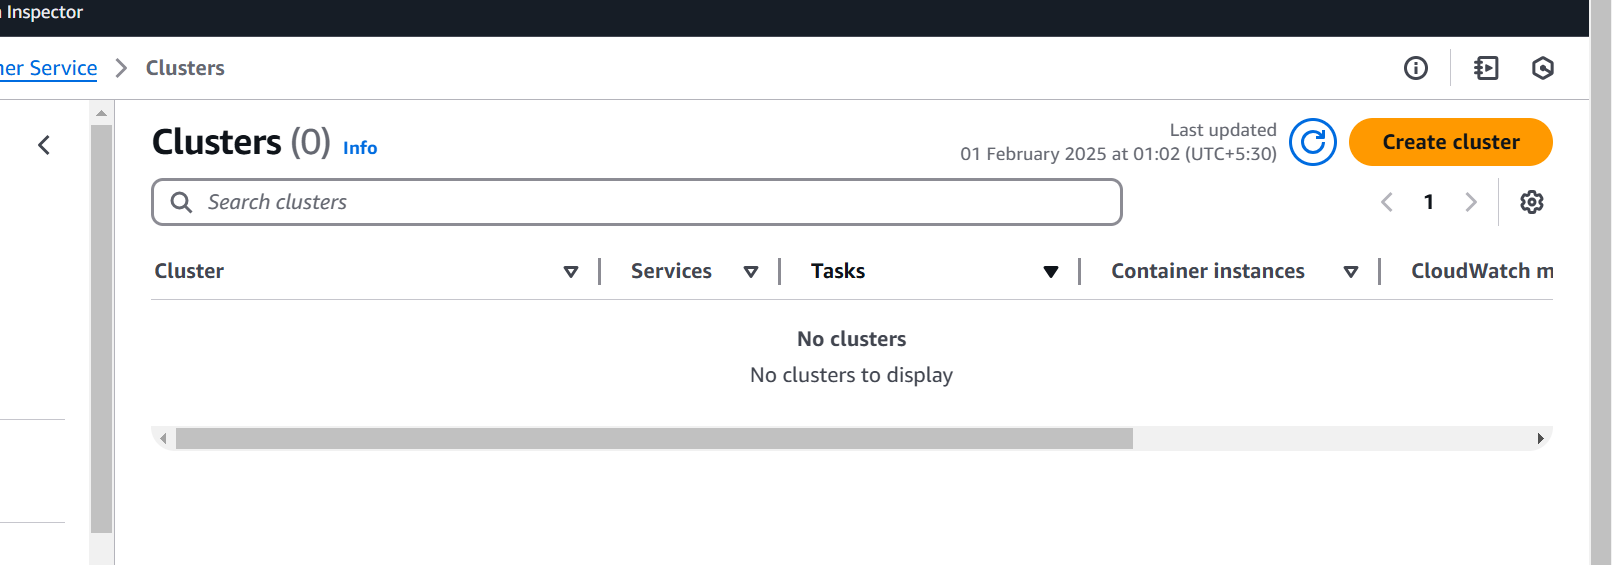 Inspector
Service > Clusters
Clusters (0) Info
Last updated
01 February 2025 at 01:02 (UTC+5:30)
Create cluster
Search clusters
1
Cluster Services Tasks Container instances CloudWatch m
No clusters
No clusters to display